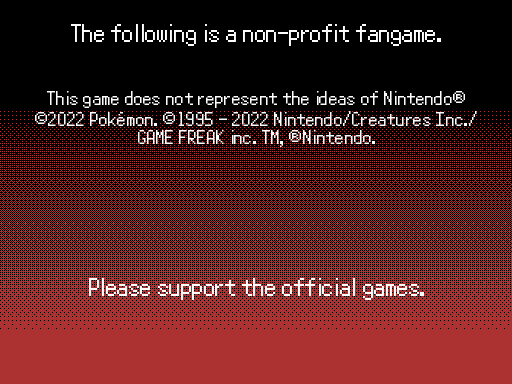 The following is a non-profit fangame.
This game does not represent the ideas of Nintendo®
©2022 Pokémon. ©1995 - 2022 Nintendo/Creatures Inc./
GAME FREAK inc. TM, ®Nintendo.
Please support the official games.